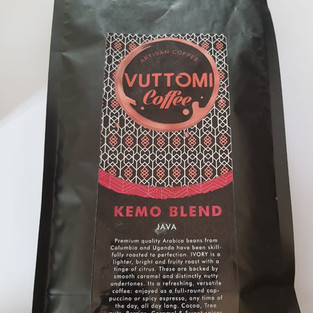 ARTISAN COFFEE
VUTTOMI
Coffee
KEMO BLEND
JAVA
Premium quality Arabica beans from
Columbia and Uganda have been skill-
fully roasted to perfection. IVORY is a
lighter, bright and fruity roast with a
tinge of citrus. These are backed by
smooth caramel and distinctly nutty
undertones. Its a refreshing, versatile
coffee; enjoyed as a full-round cap-
puccino or spicy espresso, any time of
the day, all day long. Cocoa, Tree